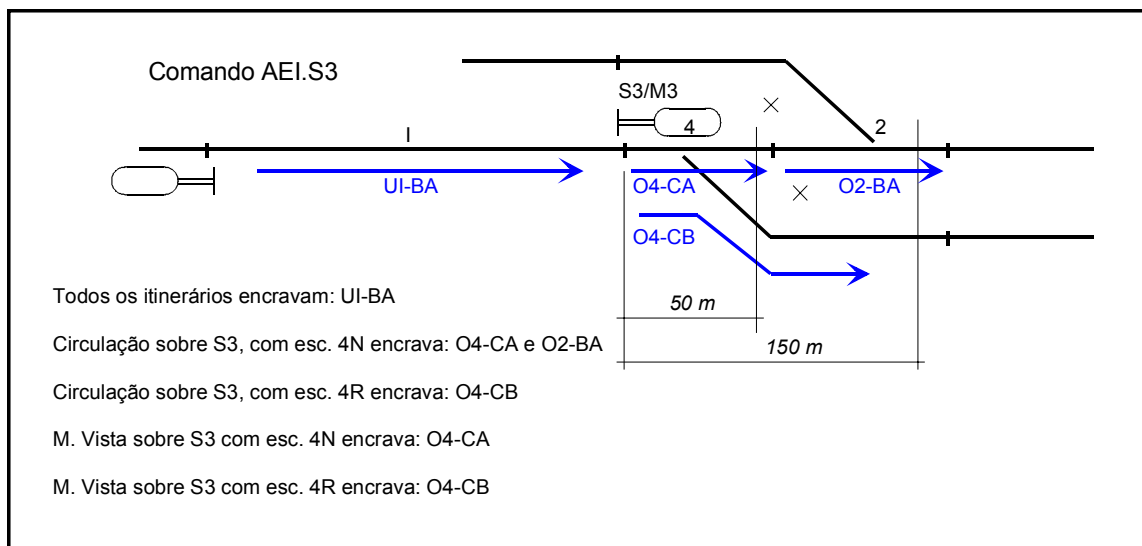 Comando AEI.S3
S3/M3
4
2
I
UI-BA
O4-CA
O2-BA
O4-CB
Todos os itinerários encravam: UI-BA
50 m
Circulação sobre S3, com esc. 4N encrava: O4-CA e O2-BA
150 m
Circulação sobre S3, com esc. 4R encrava: O4-CB
M. Vista sobre S3 com esc. 4N encrava: O4-CA
M. Vista sobre S3 com esc. 4R encrava: O4-CB